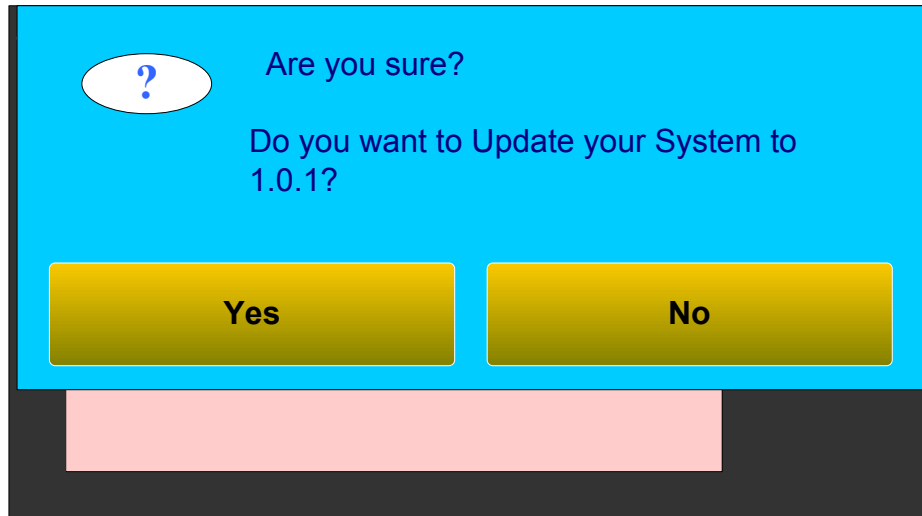 ?
Are you sure?
Do you want to Update your System to
1.0.1?
Yes
No